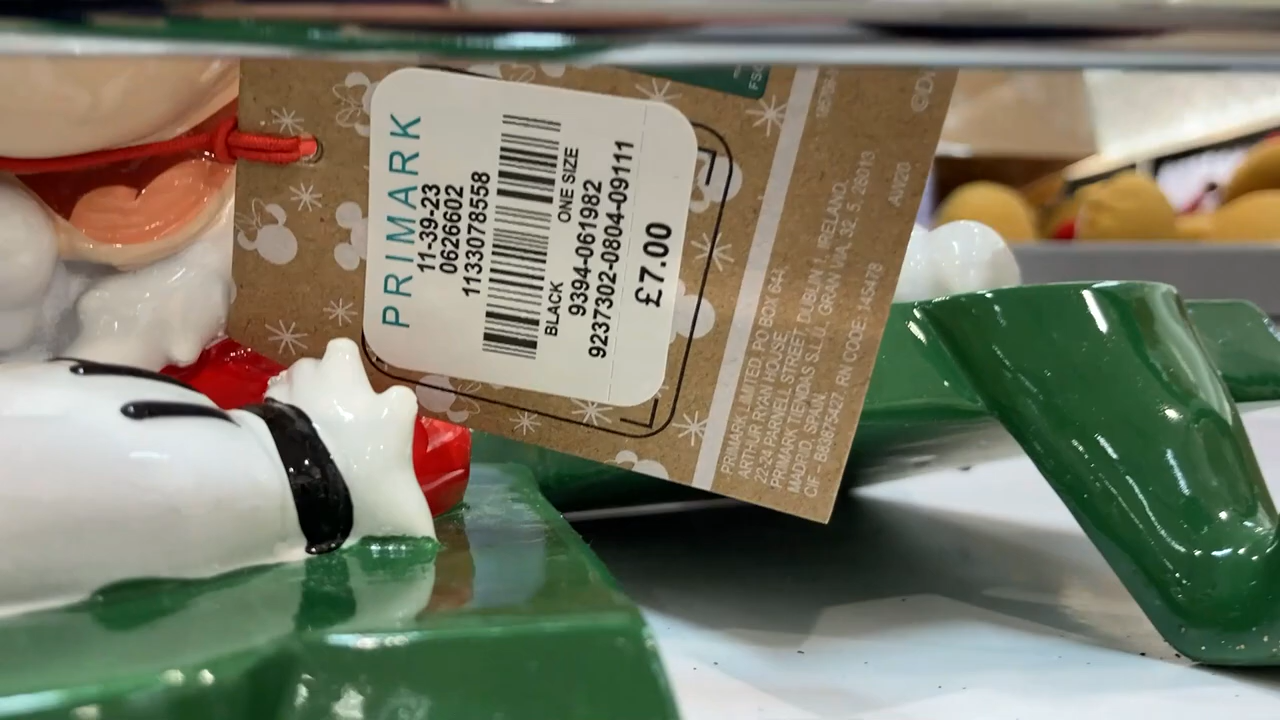 PRIMARK
11-39-23
0626602
1133078558
BLACK ONE SIZE
9394-061982
9237302-0804-09111
£7.00
PRIMARK LIMITED, PO BOX 644,
ARTHUR RYAN HOUSE,
22-24 PARNELL STREET, DUBLIN 1, IRELAND.
PRIMARK TIENDAS S.L.U., GRAN VIA, 32, 5, 28013
MADRID, SPAIN.
CIF - B83875427 RN CODE: 145478 AW20